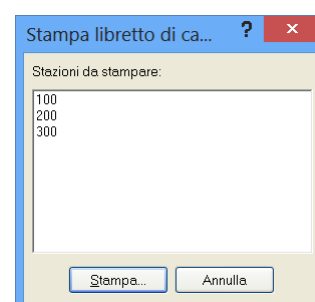 Stampa libretto di ca... ?
Stazioni da stampare:
100
200
300
Stampa... Annulla